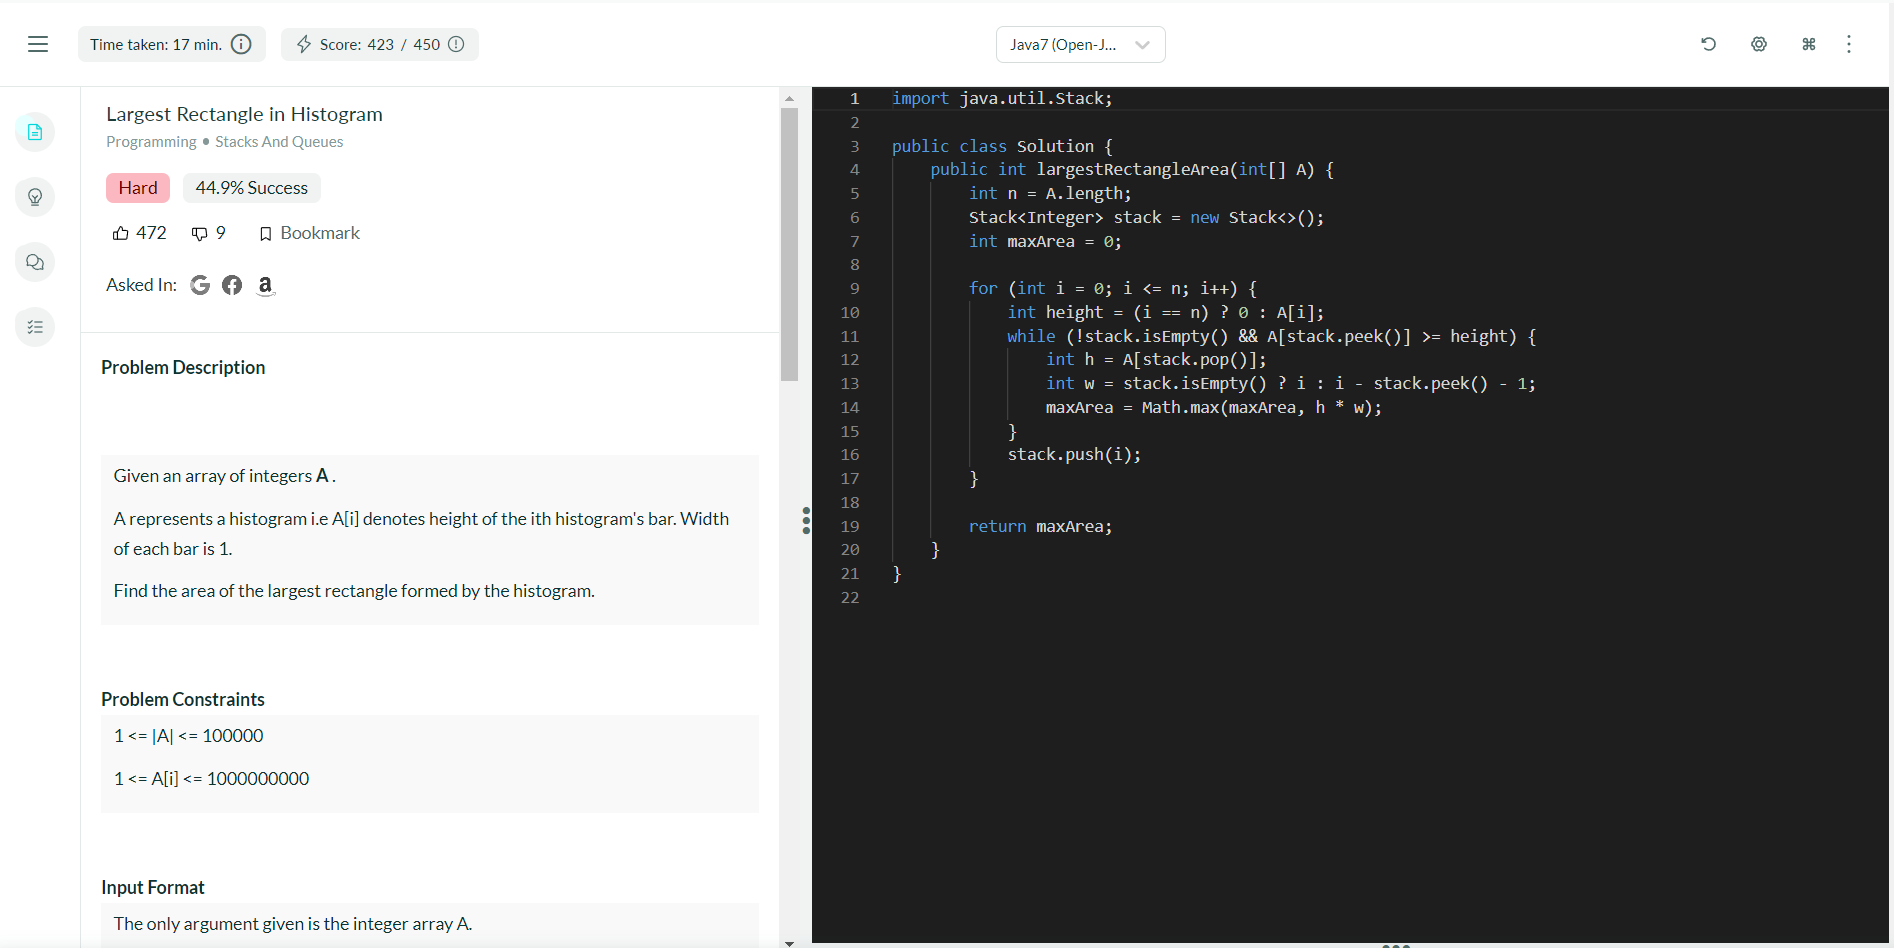 Time taken: 17 min.
Score: 423 / 450
Java7 (Open-J...
Largest Rectangle in Histogram
Programming • Stacks And Queues
Hard 44.9% Success
472 9 Bookmark
Asked In:
Problem Description
Given an array of integers A .
A represents a histogram i.e A[i] denotes height of the ith histogram's bar. Width
of each bar is 1.
Find the area of the largest rectangle formed by the histogram.
Problem Constraints
1 <= |A| <= 100000
1 <= A[i] <= 1000000000
Input Format
The only argument given is the integer array A.
1 import java.util.Stack;
2
3 public class Solution {
4     public int largestRectangleArea(int[] A) {
5         int n = A.length;
6         Stack<Integer> stack = new Stack<>();
7         int maxArea = 0;
8
9         for (int i = 0; i <= n; i++) {
10             int height = (i == n) ? 0 : A[i];
11             while (!stack.isEmpty() && A[stack.peek()] >= height) {
12                 int h = A[stack.pop()];
13                 int w = stack.isEmpty() ? i : i - stack.peek() - 1;
14                 maxArea = Math.max(maxArea, h * w);
15             }
16             stack.push(i);
17         }
18
19         return maxArea;
20     }
21 }
22